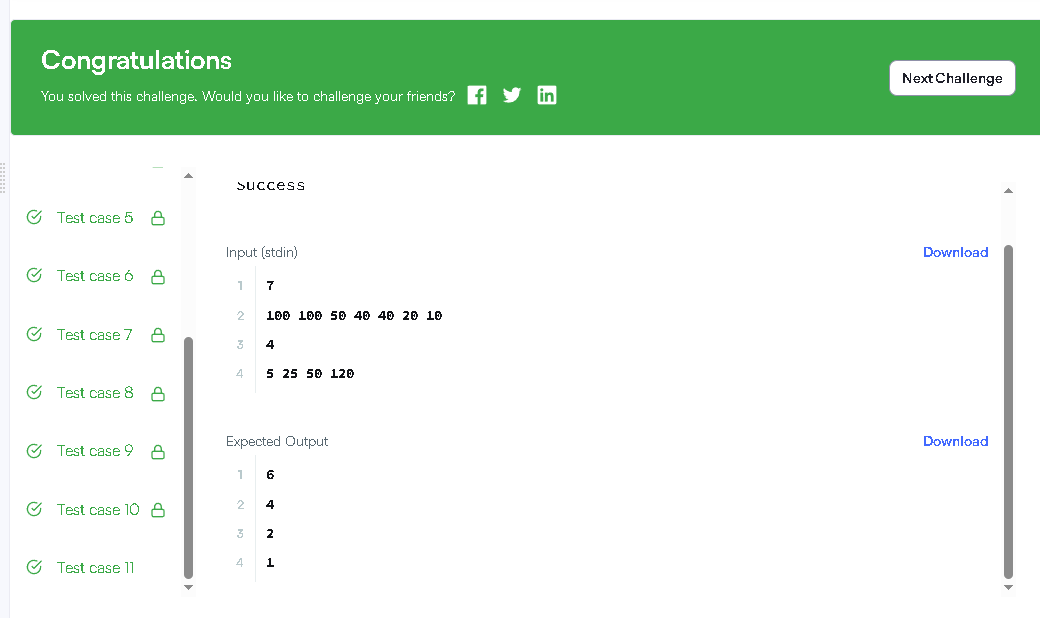 Congratulations
You solved this challenge. Would you like to challenge your friends?
Next Challenge
Test case 5
Test case 6
Test case 7
Test case 8
Test case 9
Test case 10
Test case 11
Success
Input (stdin)
Download
1 7
2 100 100 50 40 40 20 10
3 4
4 5 25 50 120
Expected Output
Download
1 6
2 4
3 2
4 1